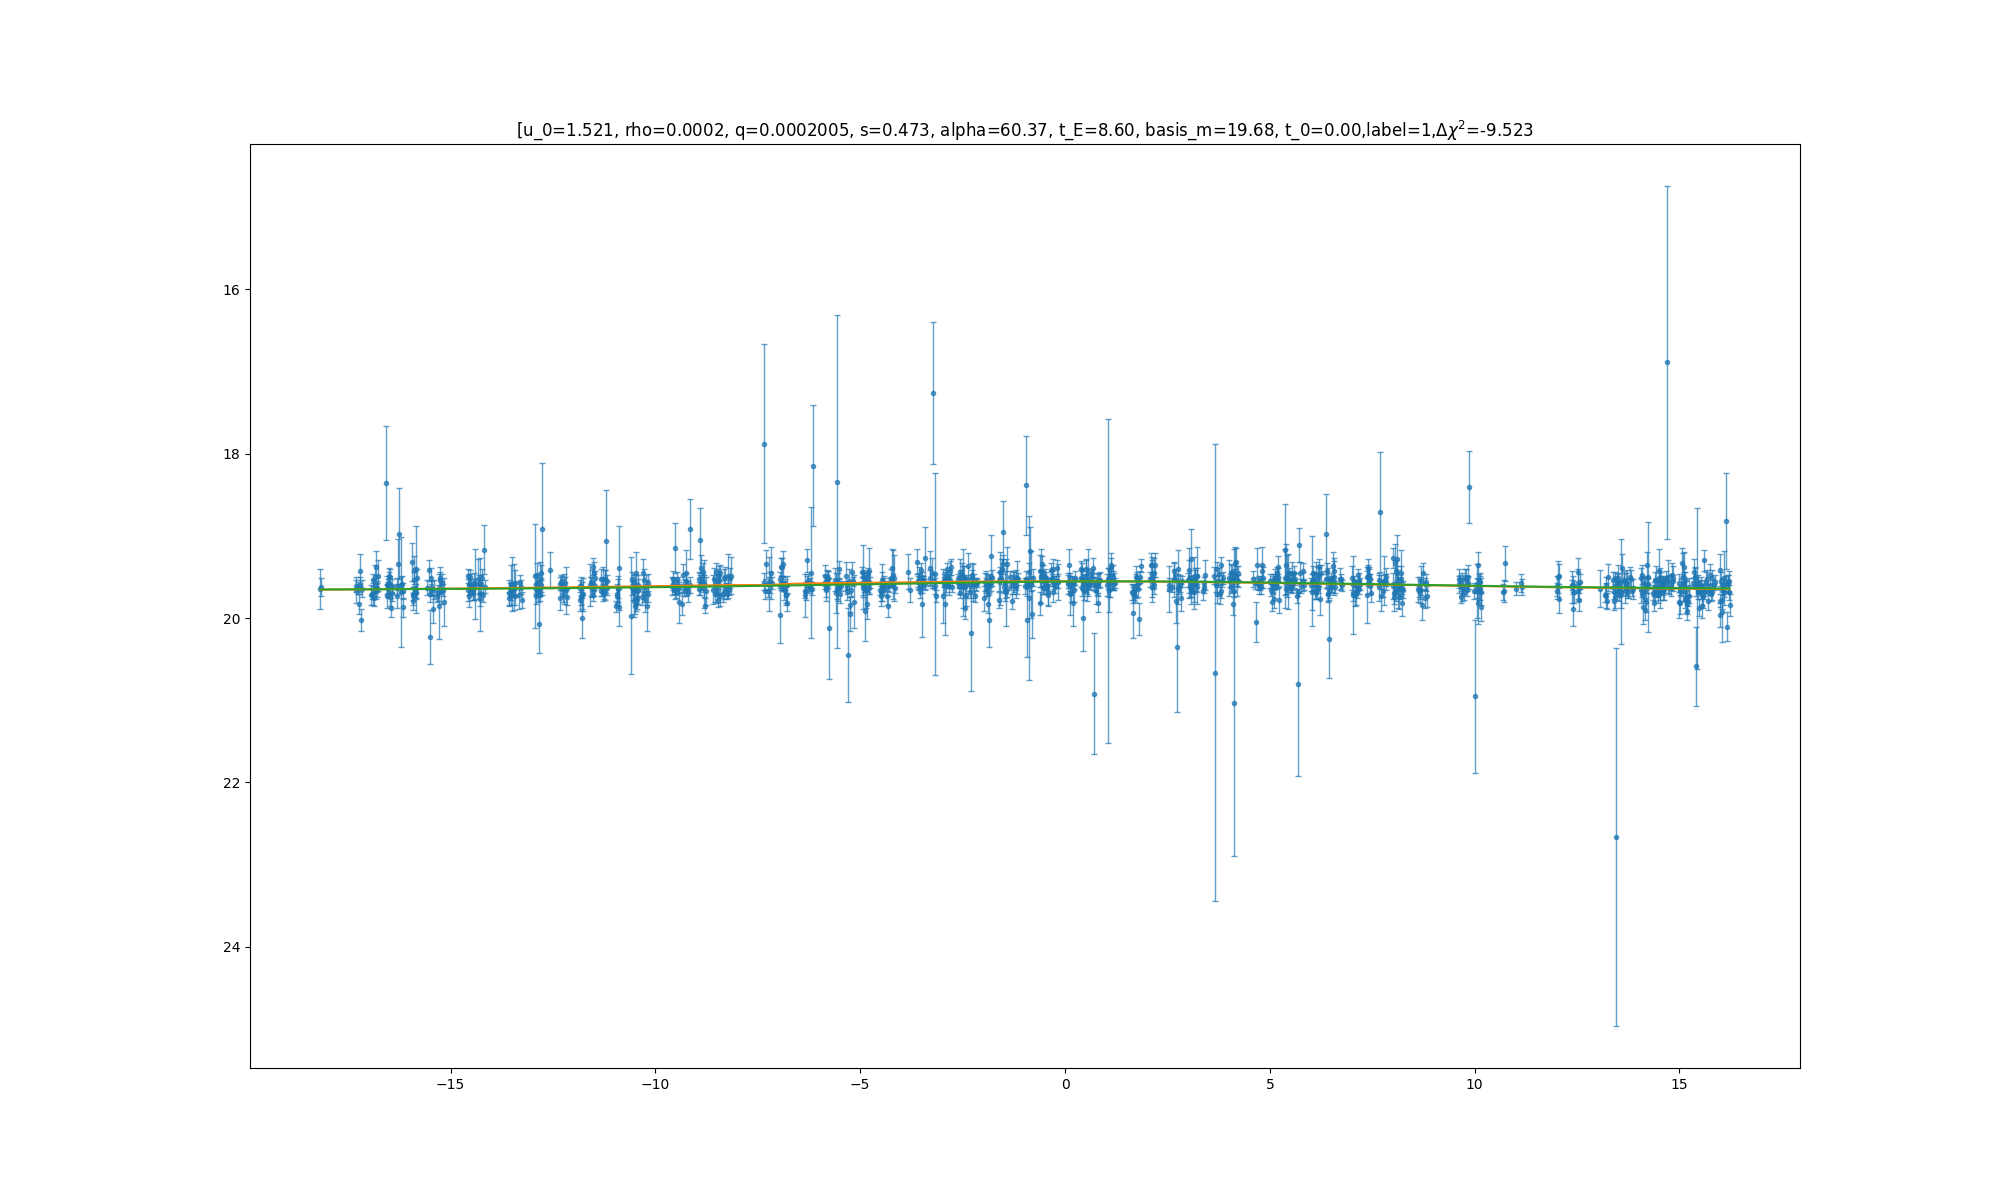 [u_0=1.521, rho=0.0002, q=0.0002005, s=0.473, alpha=60.37, t_E=8.60, basis_m=19.68, t_0=0.00,label=1,Δχ²=-9.523
16
18
20
22
24
−15 −10 −5 0 5 10 15